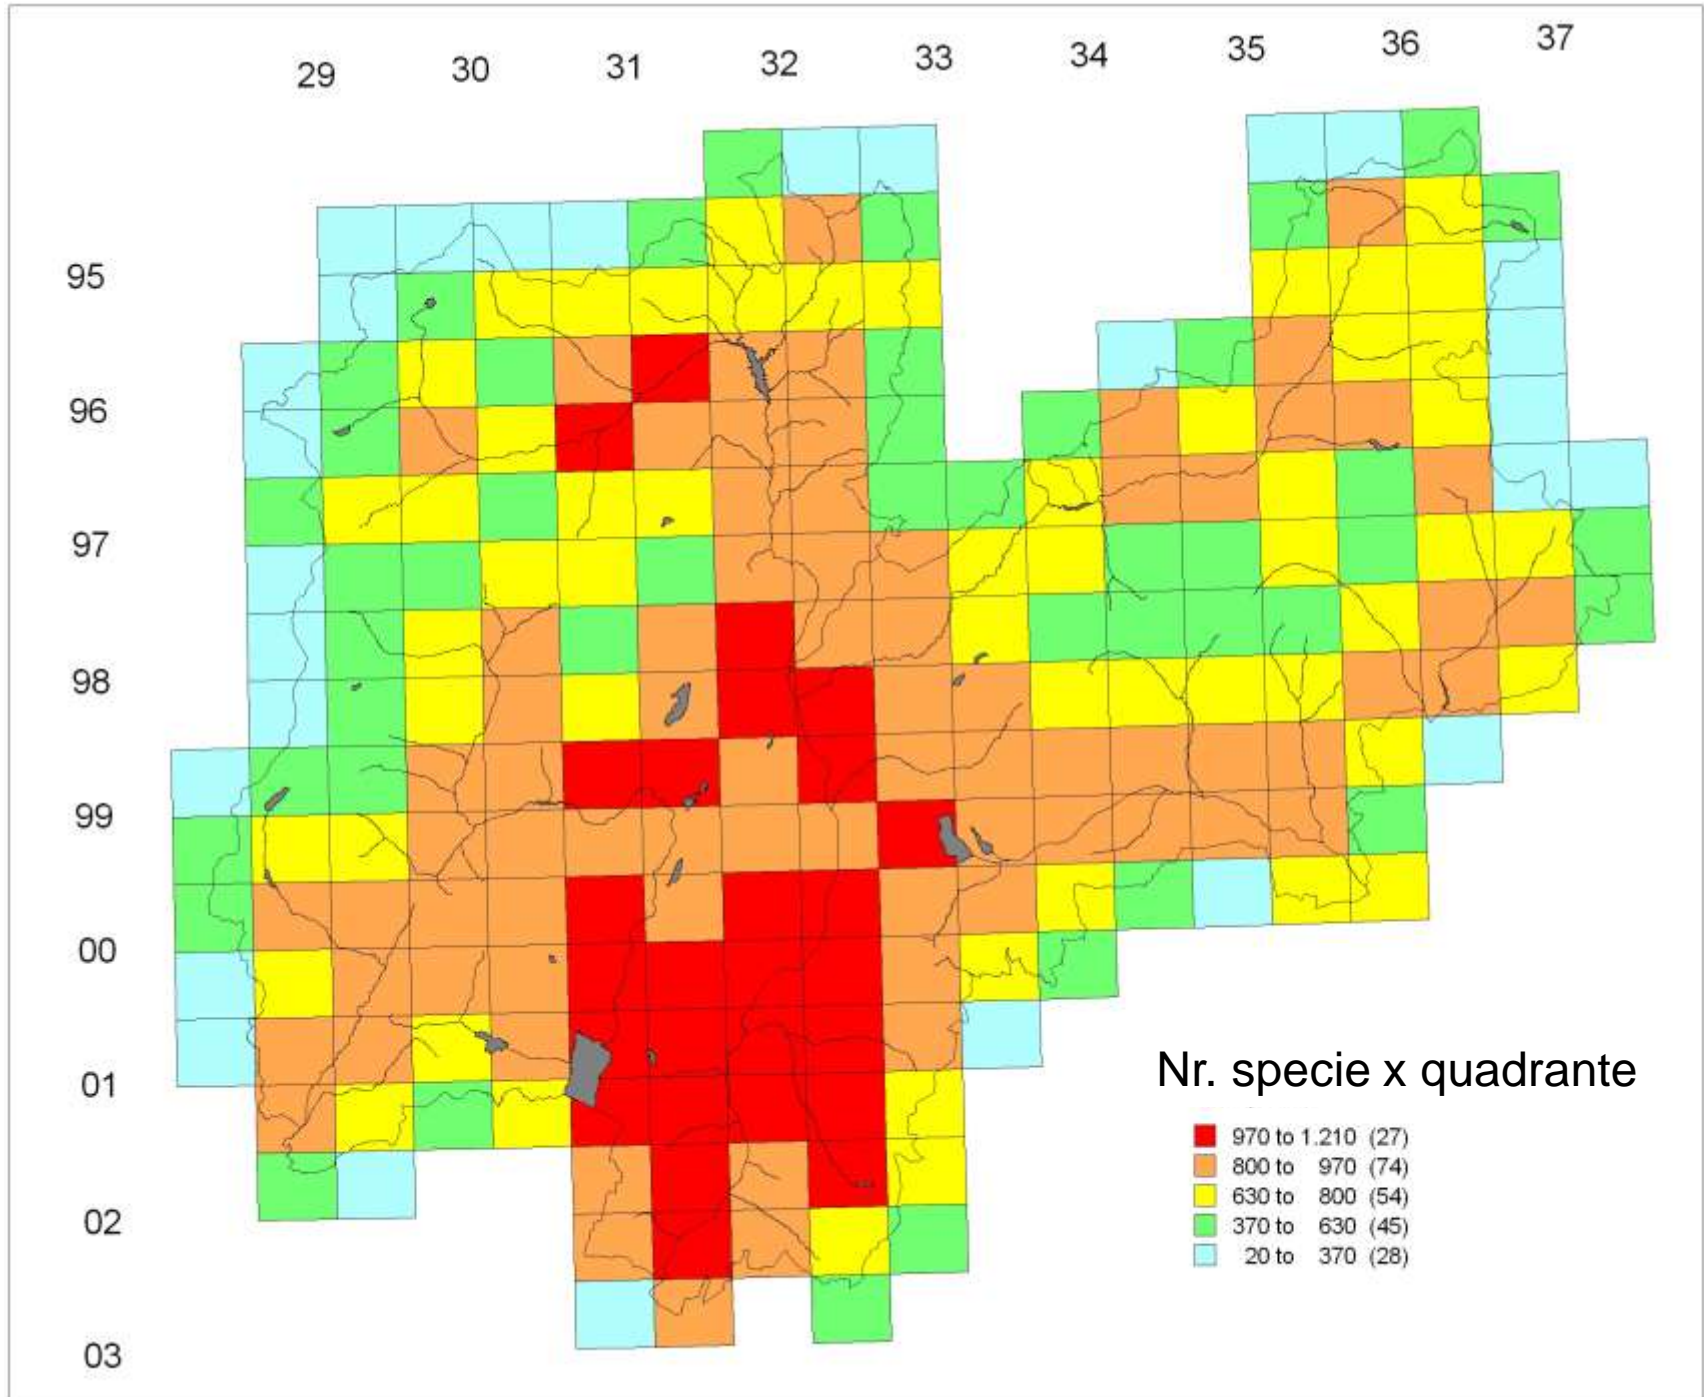 29 30 31 32 33 34 35 36 37
95
96
97
98
99
00
01
02
03
Nr. specie x quadrante
970 to 1.210 (27)
800 to 970 (74)
630 to 800 (54)
370 to 630 (45)
20 to 370 (28)